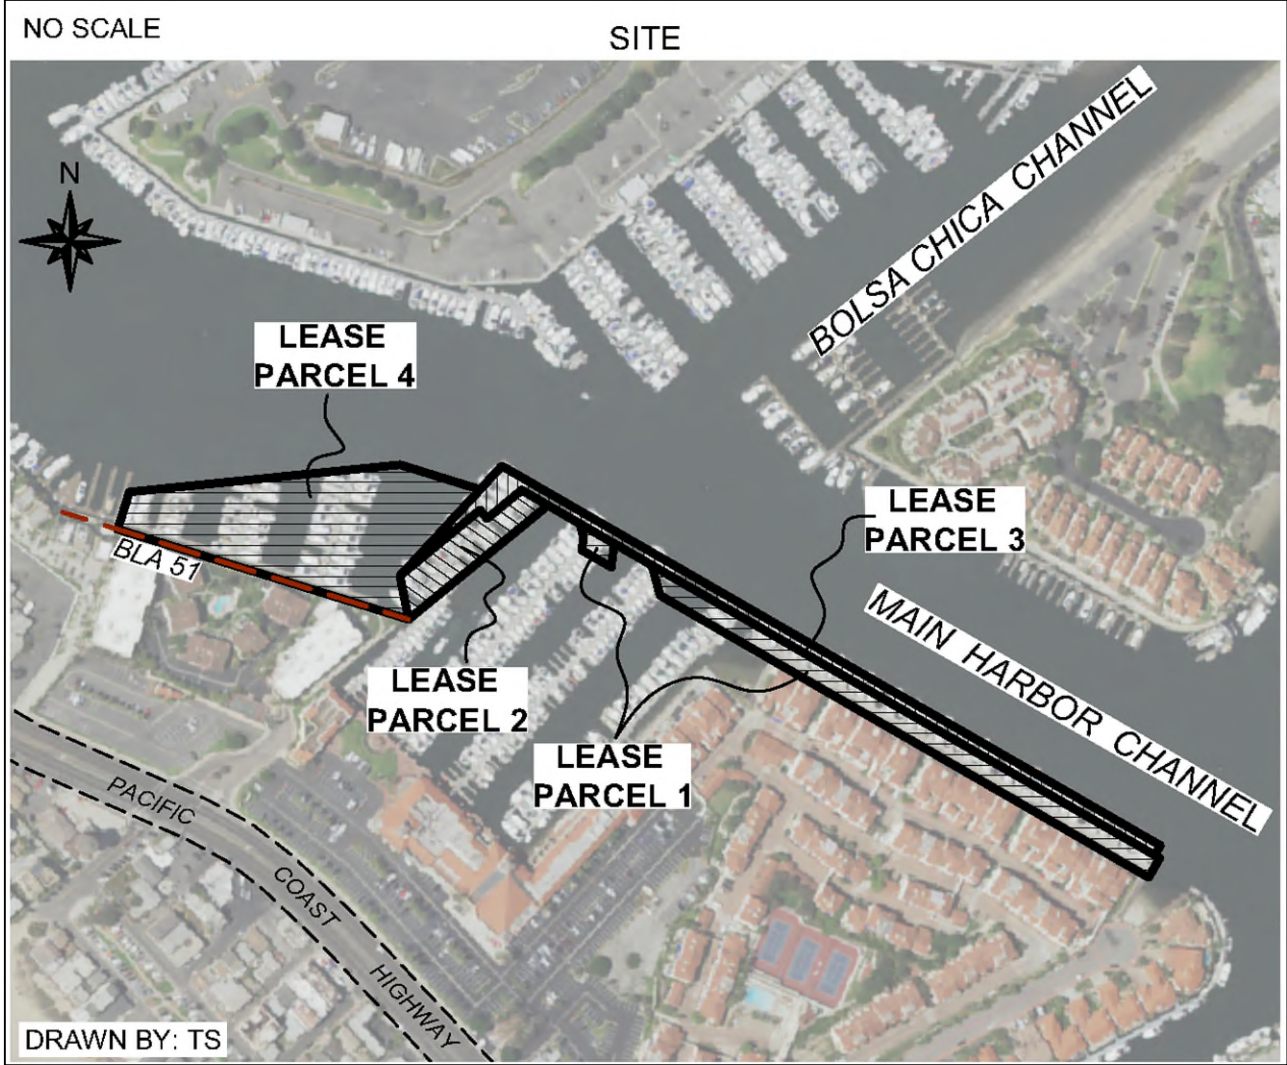 NO SCALE
SITE
N
BOLSA CHICA CHANNEL
LEASE
PARCEL 4
LEASE
PARCEL 3
BLA 51
MAIN HARBOR CHANNEL
LEASE
PARCEL 2
LEASE
PARCEL 1
PACIFIC
COAST
HIGHWAY
DRAWN BY: TS